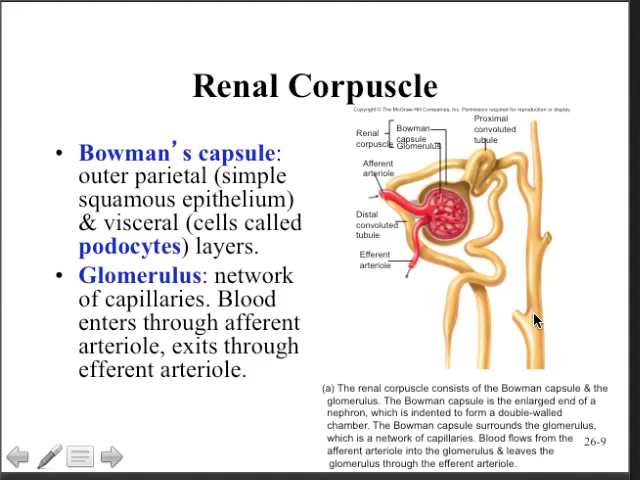 Renal Corpuscle
Copyright © The McGraw-Hill Companies, Inc. Permission required for reproduction or display.
• Bowman's capsule:
outer parietal (simple
squamous epithelium)
& visceral (cells called
podocytes) layers.
• Glomerulus: network
of capillaries. Blood
enters through afferent
arteriole, exits through
efferent arteriole.
Renal
corpuscle
Bowman
capsule
Glomerulus
Proximal
convoluted
tubule
Afferent
arteriole
Distal
convoluted
tubule
Efferent
arteriole
(a) The renal corpuscle consists of the Bowman capsule & the
glomerulus. The Bowman capsule is the enlarged end of a
nephron, which is indented to form a double-walled
chamber. The Bowman capsule surrounds the glomerulus,
which is a network of capillaries. Blood flows from the
afferent arteriole into the glomerulus & leaves the
glomerulus through the efferent arteriole.
26-9